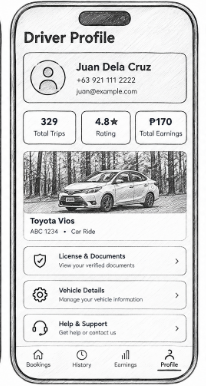 Driver Profile
Juan Dela Cruz
+63 921 111 2222
juan@example.com
329
Total Trips
4.8★
Rating
₱170
Total Earnings
Toyota Vios
ABC 1234 • Car Ride
License & Documents
View your verified documents
Vehicle Details
Manage your vehicle information
Help & Support
Get help or contact us
Bookings
History
Earnings
Profile